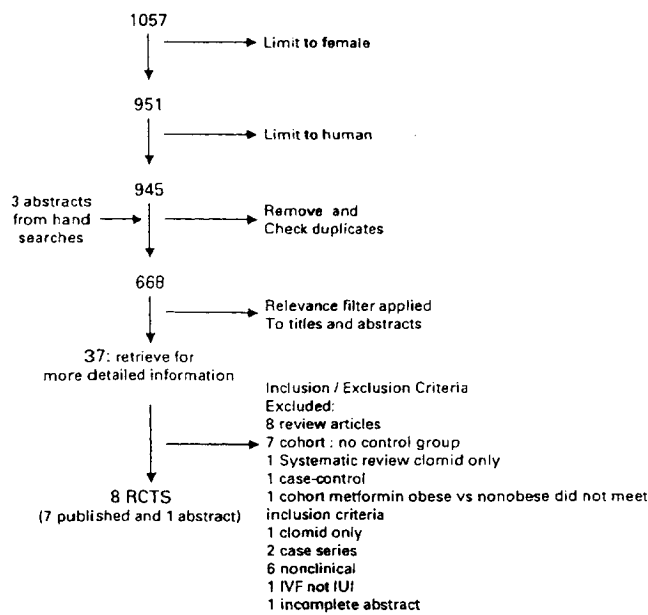 1057
Limit to female
951
Limit to human
945
3 abstracts
from hand
searches
Remove and
Check duplicates
668
Relevance filter applied
To titles and abstracts
37: retrieve for
more detailed information
Inclusion / Exclusion Criteria
Excluded:
8 review articles
7 cohort : no control group
1 Systematic review clomid only
1 case-control
1 cohort metformin obese vs nonobese did not meet
inclusion criteria
1 clomid only
2 case series
6 nonclinical
1 IVF not IUI
1 incomplete abstract
8 RCTS
(7 published and 1 abstract)